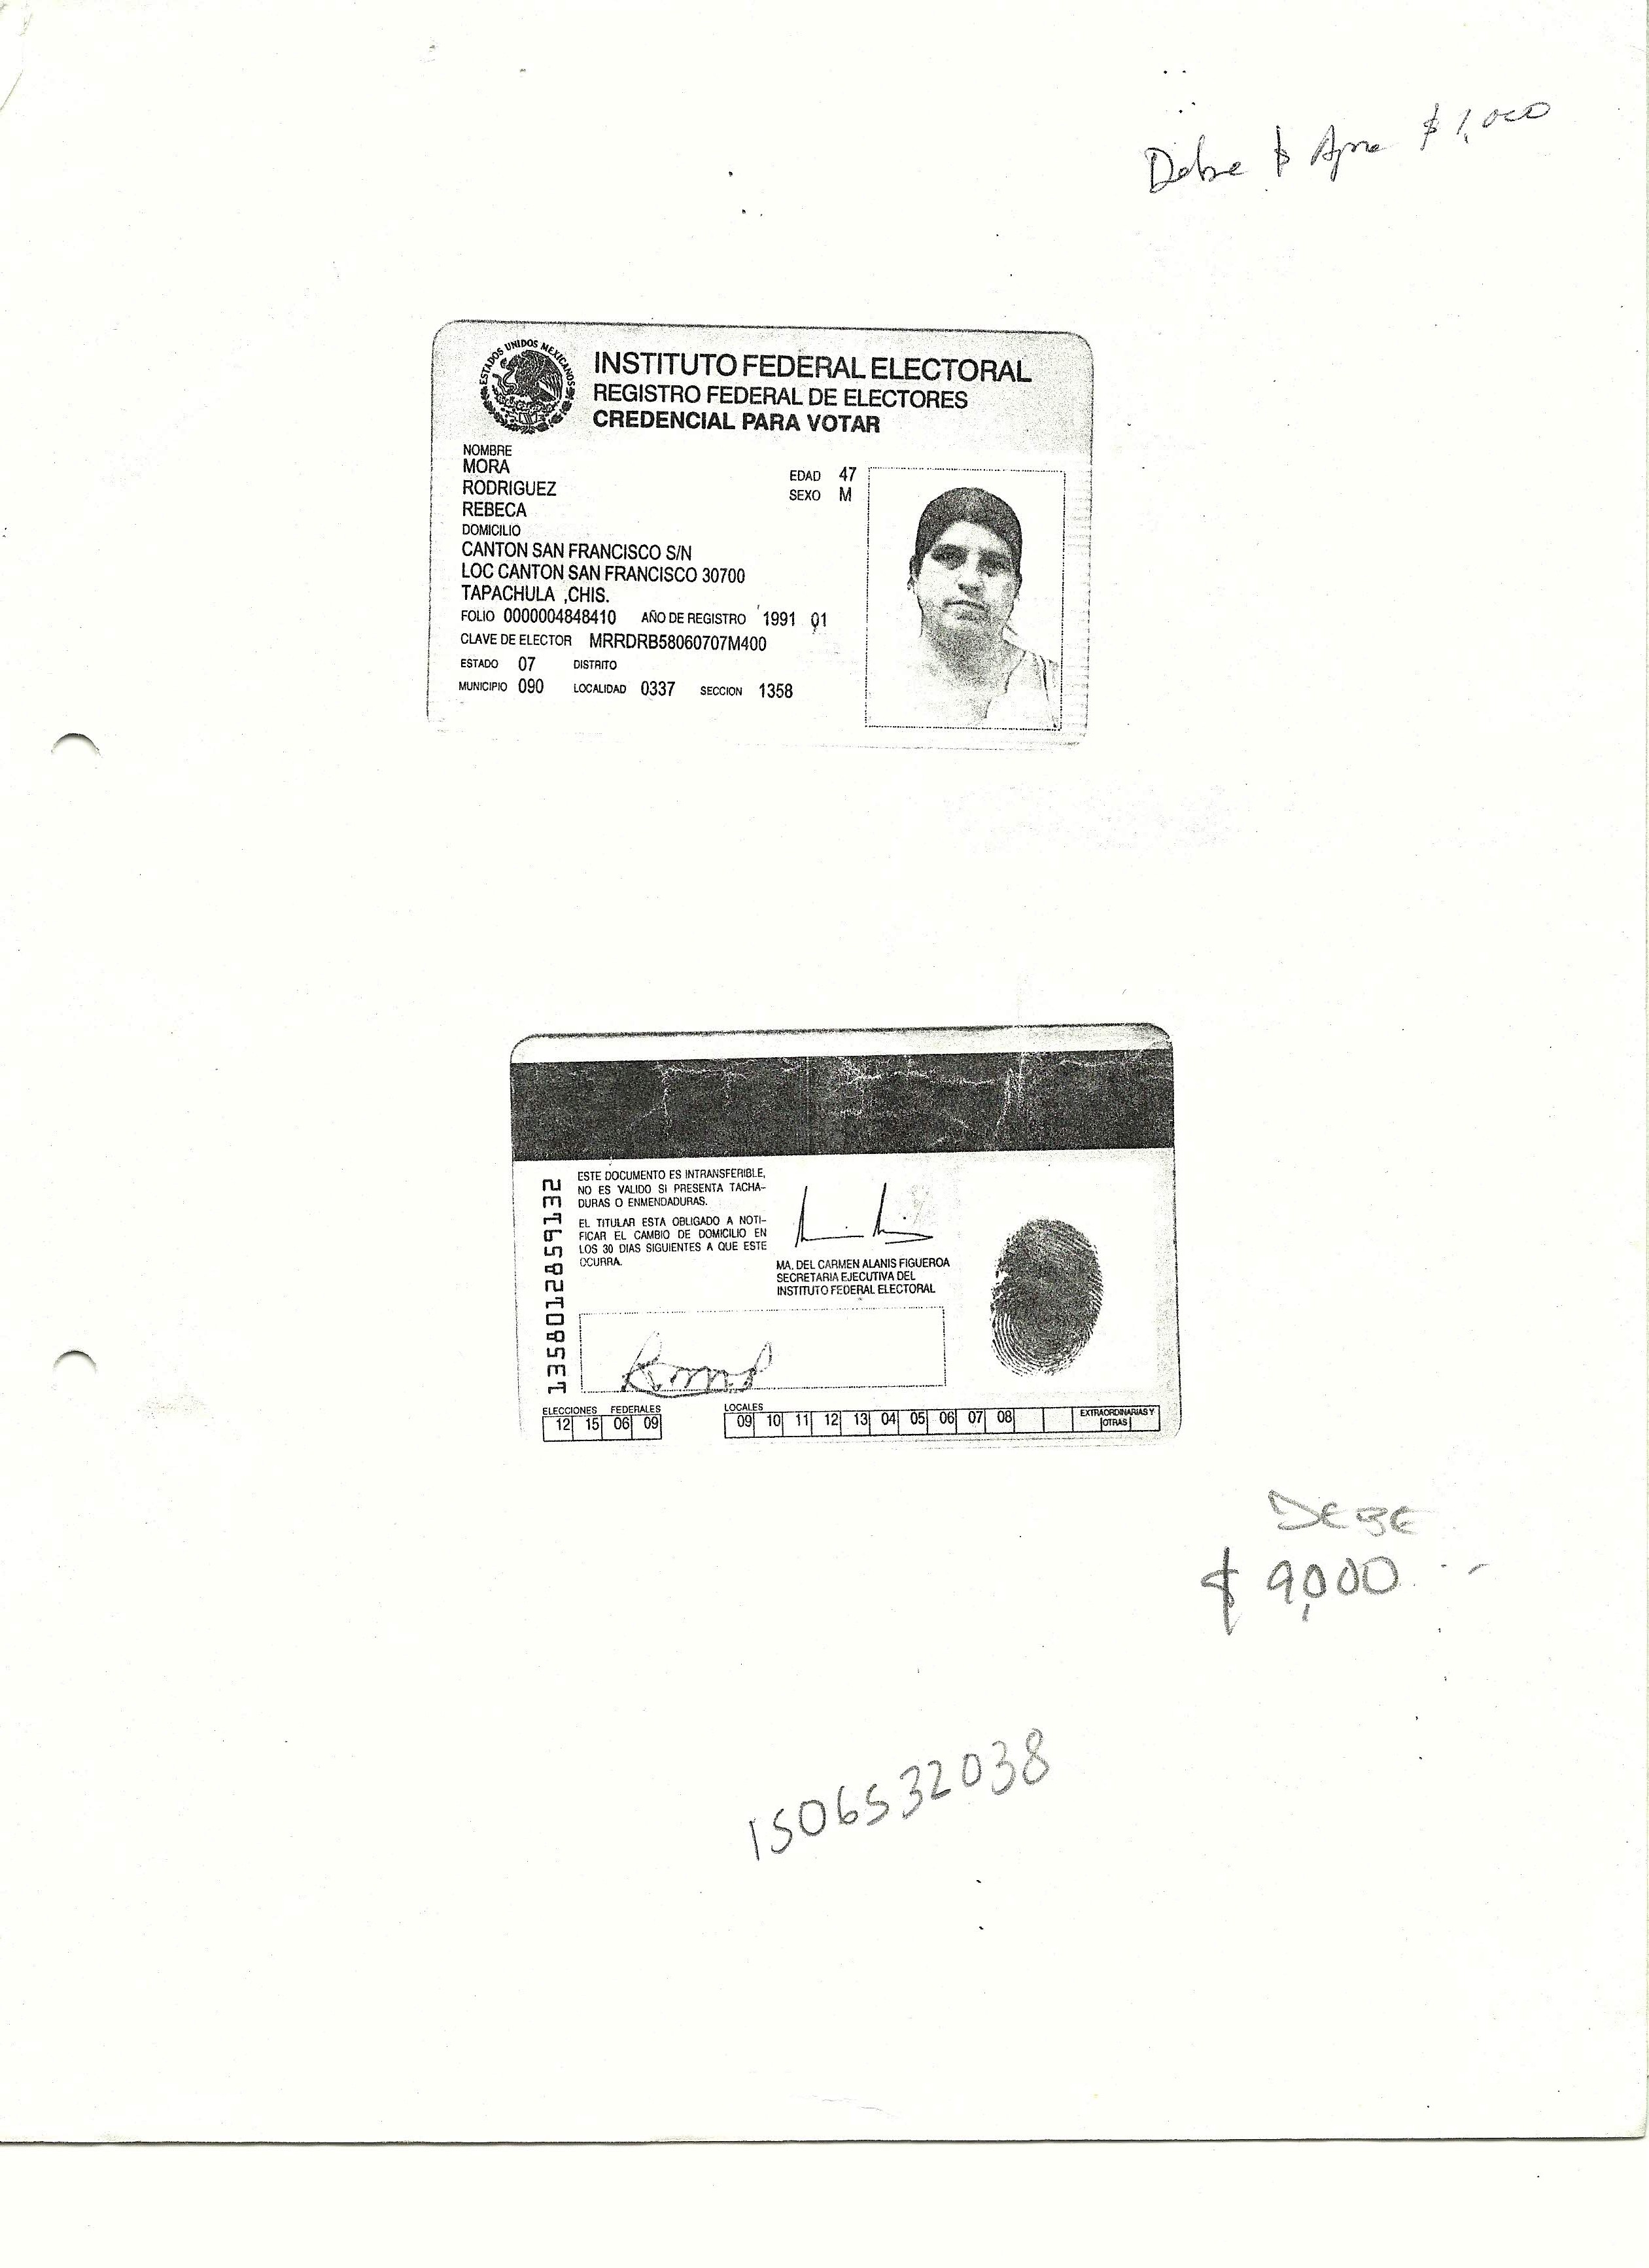 $ 1,000
ESTADOS UNIDOS MEXICANOS
INSTITUTO FEDERAL ELECTORAL
REGISTRO FEDERAL DE ELECTORES
CREDENCIAL PARA VOTAR
NOMBRE
MORA
RODRIGUEZ
REBECA
EDAD 47
SEXO M
DOMICILIO
CANTON SAN FRANCISCO S/N
LOC CANTON SAN FRANCISCO 30700
TAPACHULA ,CHIS.
FOLIO 0000004848410 AÑO DE REGISTRO 1991 01
CLAVE DE ELECTOR MRRDRB58060707M400
ESTADO 07 DISTRITO
MUNICIPIO 090 LOCALIDAD 0337 SECCION 1358
1358012859132
ESTE DOCUMENTO ES INTRANSFERIBLE,
NO ES VALIDO SI PRESENTA TACHA-
DURAS O ENMENDADURAS.
EL TITULAR ESTA OBLIGADO A NOTI-
FICAR EL CAMBIO DE DOMICILIO EN
LOS 30 DIAS SIGUIENTES A QUE ESTE
OCURRA.
MA. DEL CARMEN ALANIS FIGUEROA
SECRETARIA EJECUTIVA DEL
INSTITUTO FEDERAL ELECTORAL
ELECCIONES FEDERALES
12 15 06 09
LOCALES
09 10 11 12 13 04 05 06 07 08
EXTRAORDINARIAS Y
OTRAS
DEBE
$ 9,000
1506532038